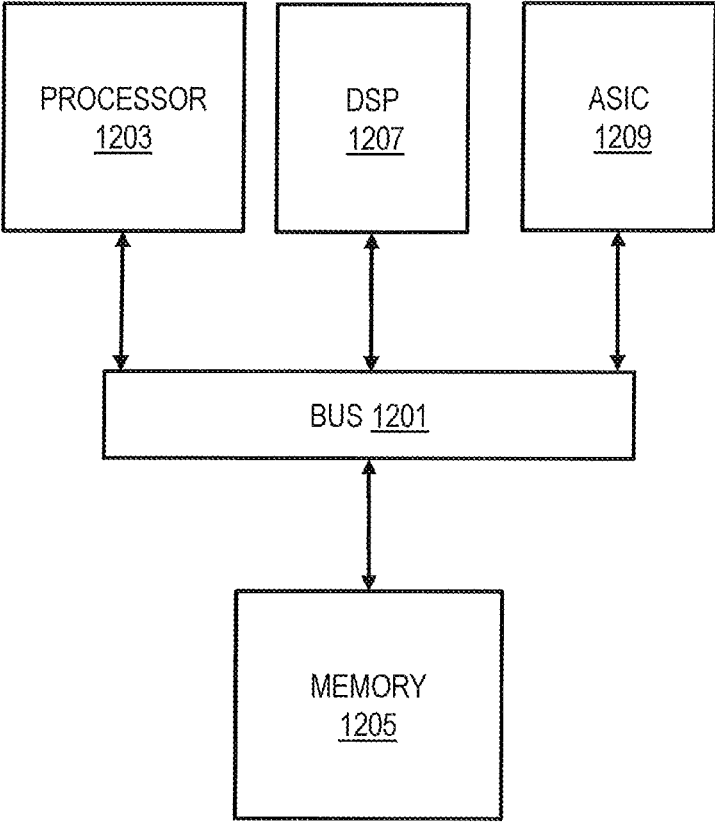 PROCESSOR
1203
DSP
1207
ASIC
1209
BUS 1201
MEMORY
1205